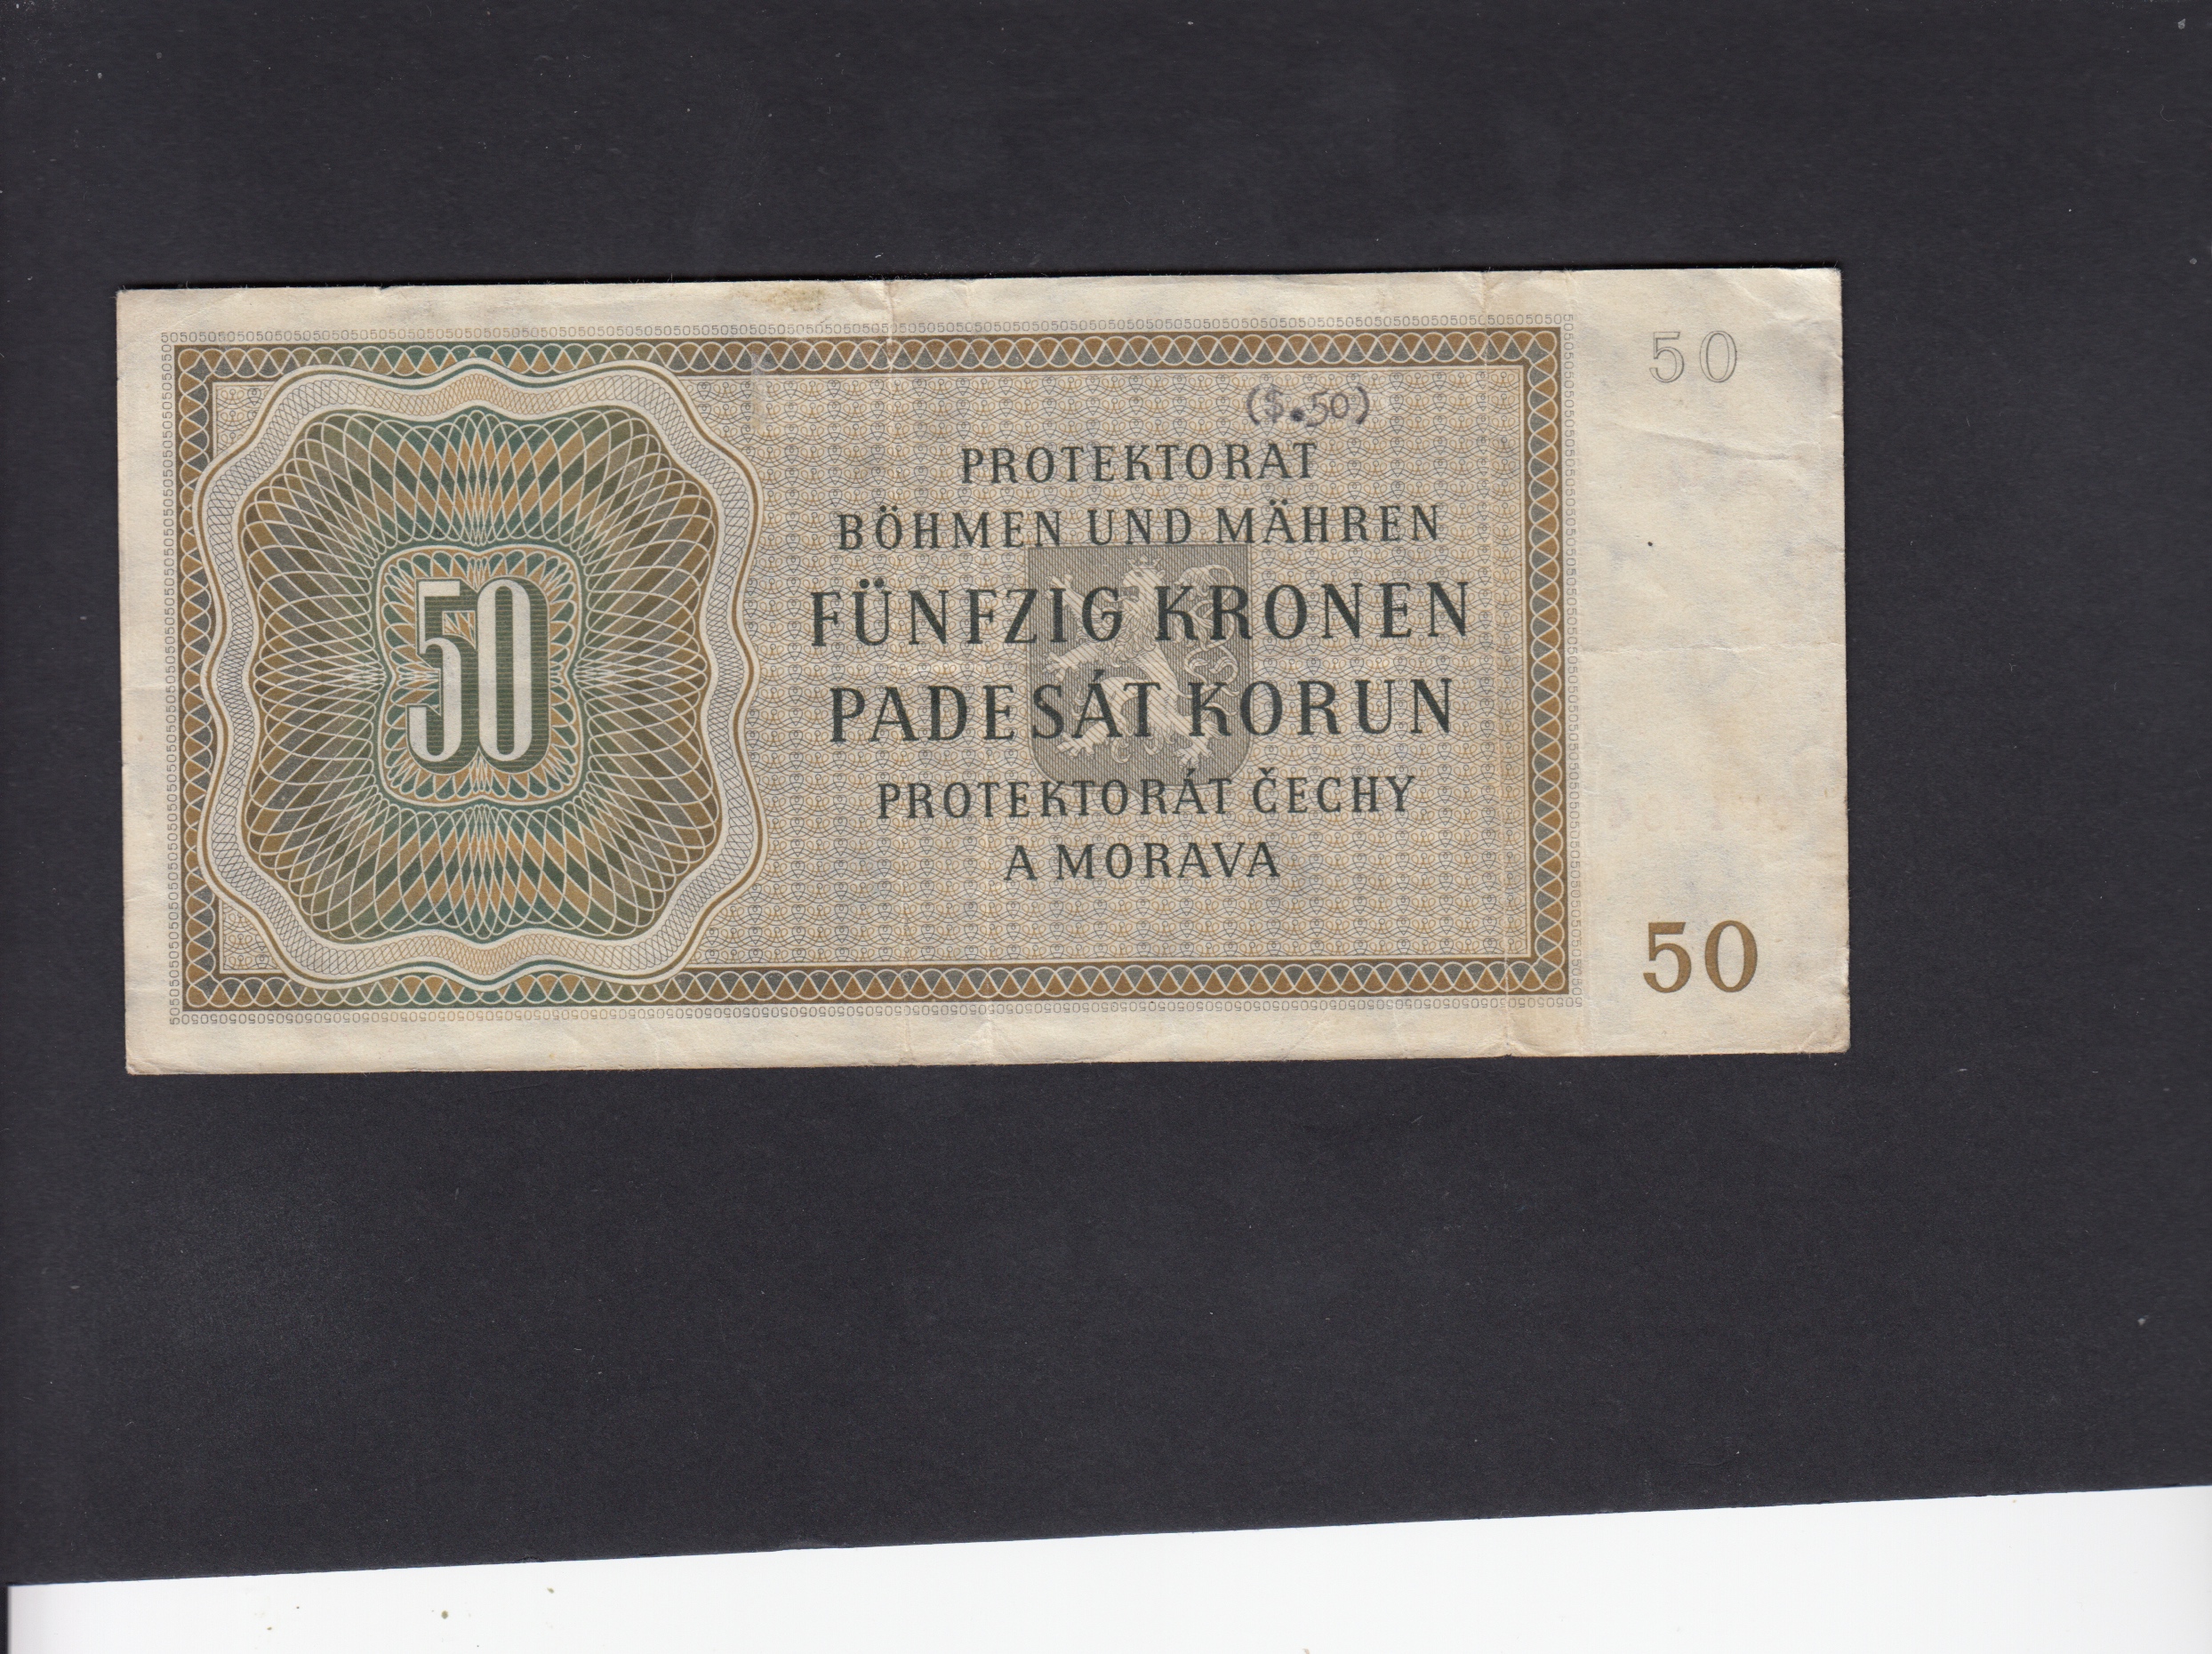 50
($.50)
PROTEKTORAT
BÖHMEN UND MÄHREN
FÜNFZIG KRONEN
50
PADESÁT KORUN
PROTEKTORÁT ČECHY
A MORAVA
50